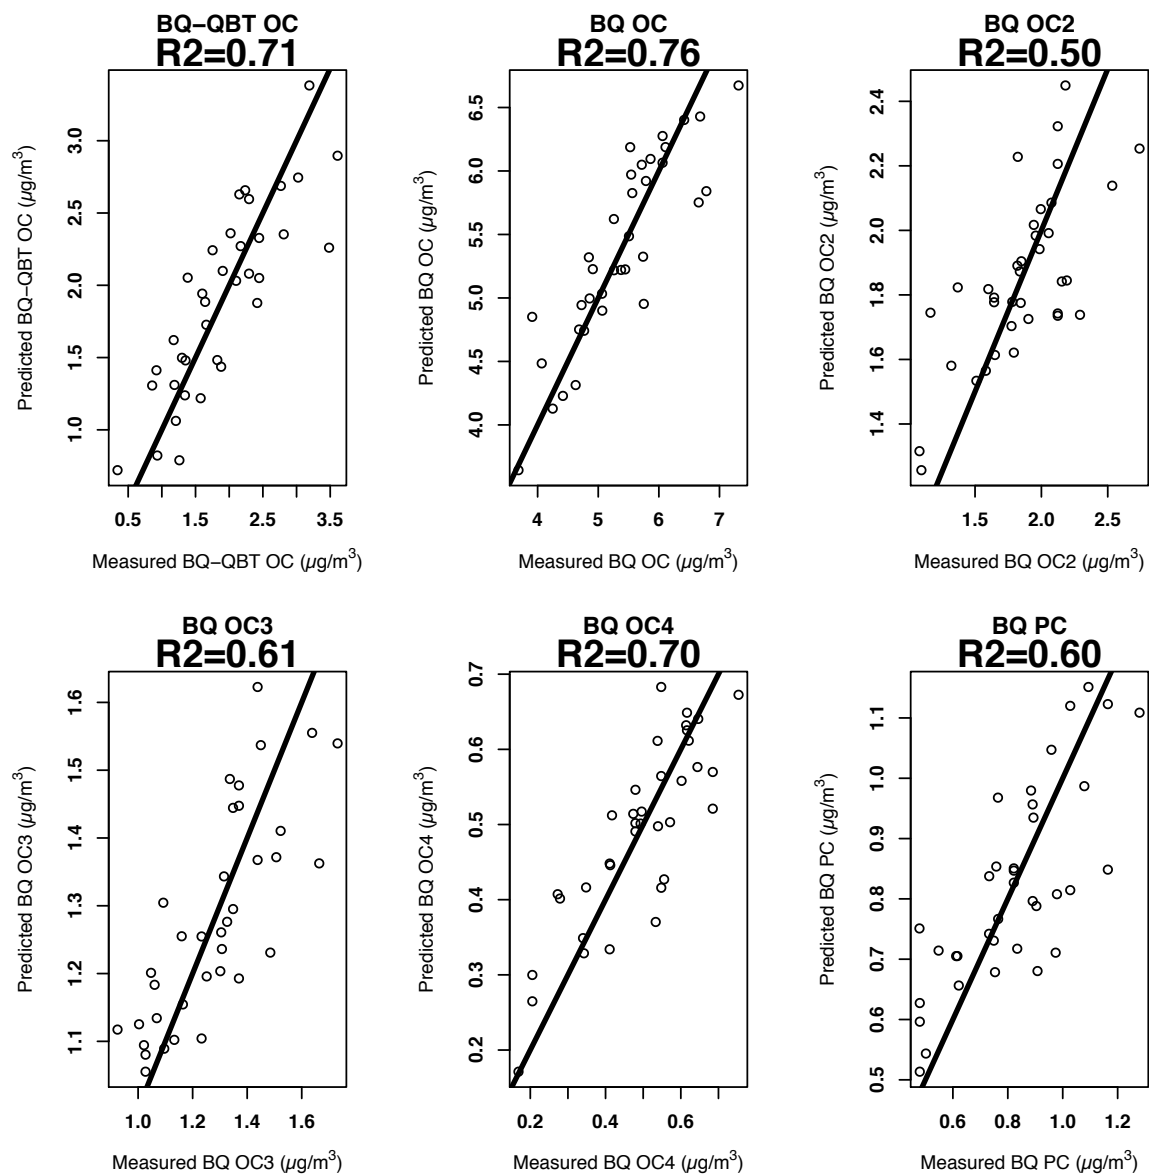 BQ−QBT OC
R2=0.71
Predicted BQ−QBT OC (µg/m³)
3.0
2.5
2.0
1.5
1.0
0.5 1.5 2.5 3.5
Measured BQ−QBT OC (µg/m³)
BQ OC
R2=0.76
Predicted BQ OC (µg/m³)
6.5
6.0
5.5
5.0
4.5
4.0
4 5 6 7
Measured BQ OC (µg/m³)
BQ OC2
R2=0.50
Predicted BQ OC2 (µg/m³)
2.4
2.2
2.0
1.8
1.6
1.4
1.5 2.0 2.5
Measured BQ OC2 (µg/m³)
BQ OC3
R2=0.61
Predicted BQ OC3 (µg/m³)
1.6
1.5
1.4
1.3
1.2
1.1
1.0 1.2 1.4 1.6
Measured BQ OC3 (µg/m³)
BQ OC4
R2=0.70
Predicted BQ OC4 (µg/m³)
0.7
0.6
0.5
0.4
0.3
0.2
0.2 0.4 0.6
Measured BQ OC4 (µg/m³)
BQ PC
R2=0.60
Predicted BQ PC (µg/m³)
1.1
1.0
0.9
0.8
0.7
0.6
0.5
0.6 0.8 1.0 1.2
Measured BQ PC (µg/m³)